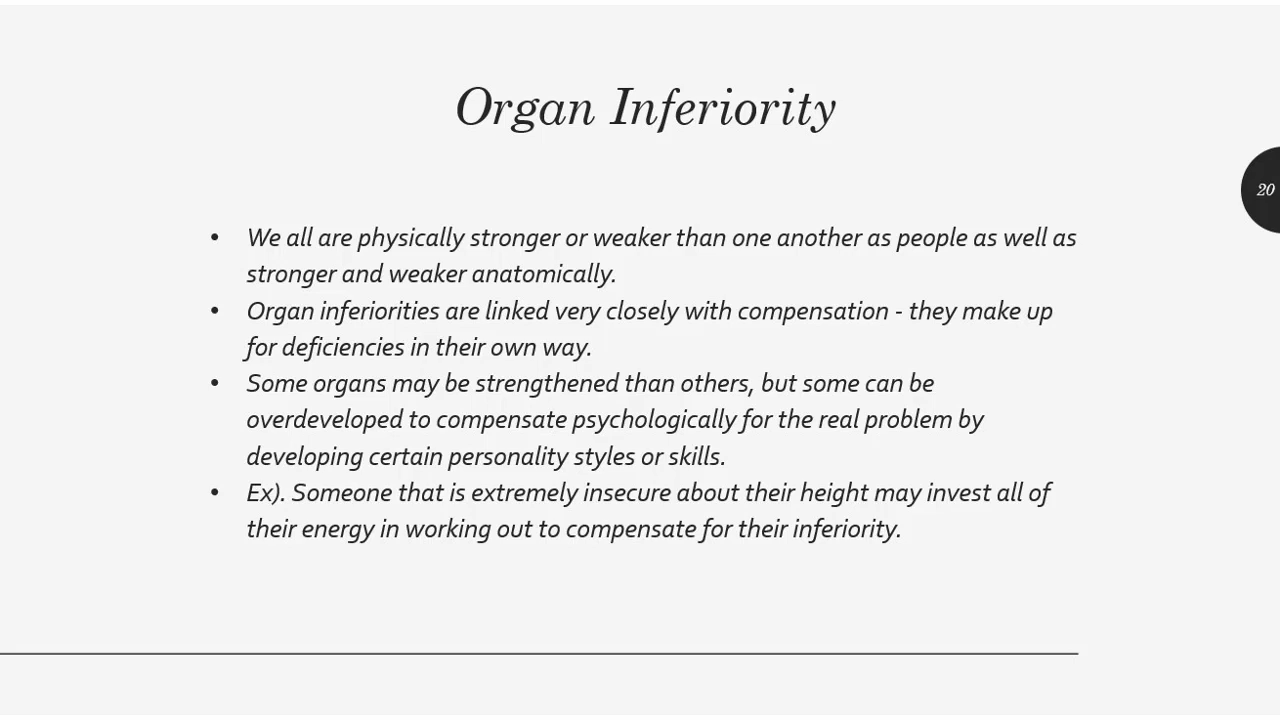 Organ Inferiority
20
• We all are physically stronger or weaker than one another as people as well as
stronger and weaker anatomically.
• Organ inferiorities are linked very closely with compensation - they make up
for deficiencies in their own way.
• Some organs may be strengthened than others, but some can be
overdeveloped to compensate psychologically for the real problem by
developing certain personality styles or skills.
• Ex). Someone that is extremely insecure about their height may invest all of
their energy in working out to compensate for their inferiority.